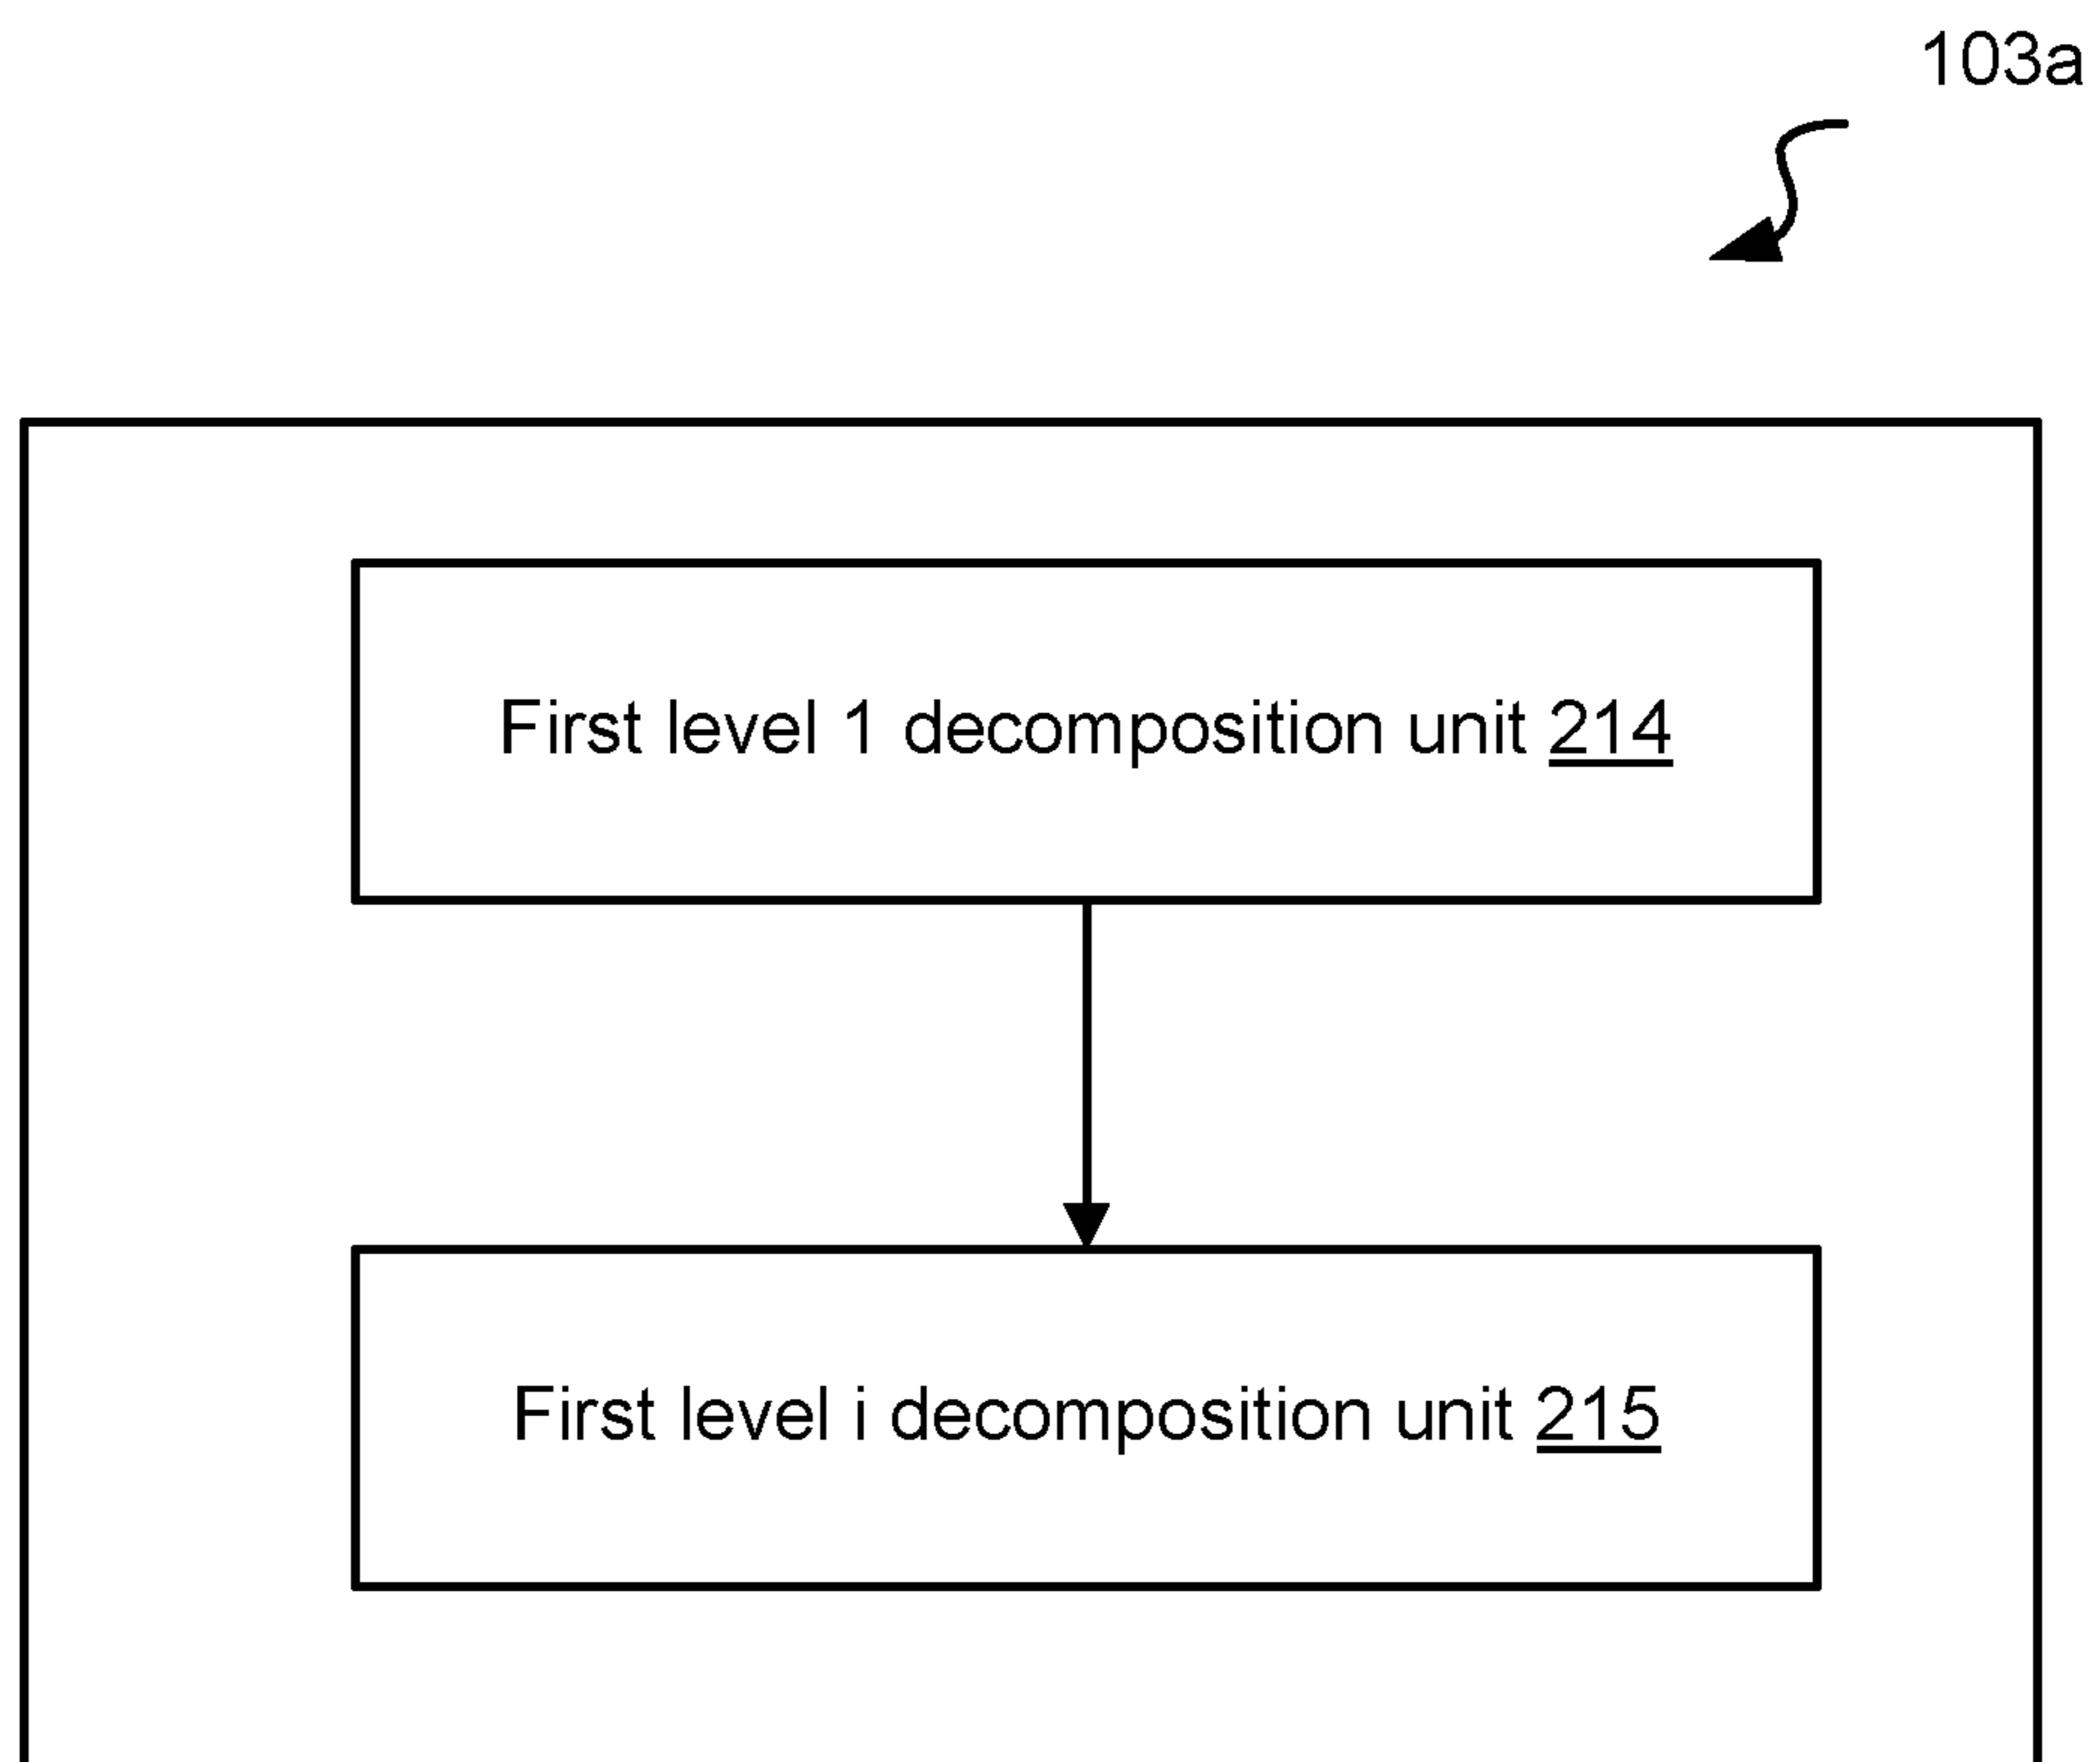 103a
First level 1 decomposition unit 214
First level i decomposition unit 215